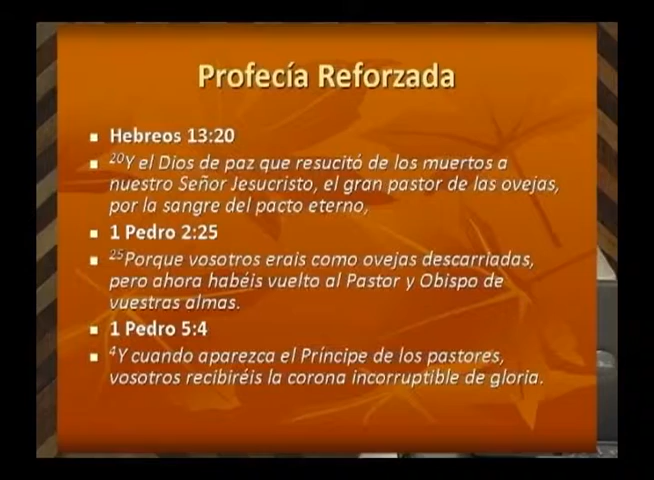 Profecía Reforzada
Hebreos 13:20
20Y el Dios de paz que resucitó de los muertos a
nuestro Señor Jesucristo, el gran pastor de las ovejas,
por la sangre del pacto eterno,
1 Pedro 2:25
25Porque vosotros erais como ovejas descarriadas,
pero ahora habéis vuelto al Pastor y Obispo de
vuestras almas.
1 Pedro 5:4
4Y cuando aparezca el Príncipe de los pastores,
vosotros recibiréis la corona incorruptible de gloria.